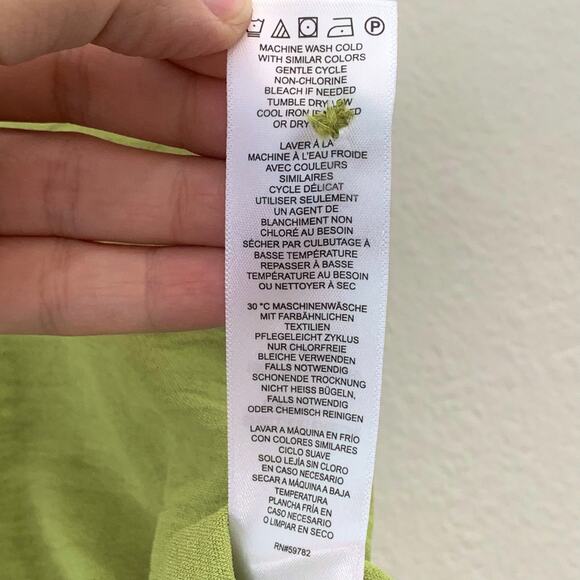 MACHINE WASH COLD
WITH SIMILAR COLORS
GENTLE CYCLE
NON-CHLORINE
BLEACH IF NEEDED
TUMBLE DRY LOW
COOL IRON
OR DRY
LAVER À LA
MACHINE À L'EAU FROIDE
AVEC COULEURS
SIMILAIRES
CYCLE DÉLICAT
UTILISER SEULEMENT
UN AGENT DE
BLANCHIMENT NON
CHLORÉ AU BESOIN
SÉCHER PAR CULBUTAGE À
BASSE TEMPÉRATURE
REPASSER À BASSE
TEMPÉRATURE AU BESOIN
OU NETTOYER À SEC
30 °C MASCHINENWÄSCHE
MIT FARBÄHNLICHEN
TEXTILIEN
PFLEGELEICHT ZYKLUS
NUR CHLORFREIE
BLEICHE VERWENDEN
FALLS NOTWENDIG
SCHONENDE TROCKNUNG
NICHT HEISS BÜGELN,
FALLS NOTWENDIG
ODER CHEMISCH REINIGEN
LAVAR A MÁQUINA EN FRÍO
CON COLORES SIMILARES
CICLO SUAVE
SOLO LEJÍA SIN CLORO
EN CASO NECESARIO
SECAR A MÁQUINA A BAJA
TEMPERATURA
PLANCHA FRÍA EN
CASO NECESARIO
O LIMPIAR EN SECO
RN#59782